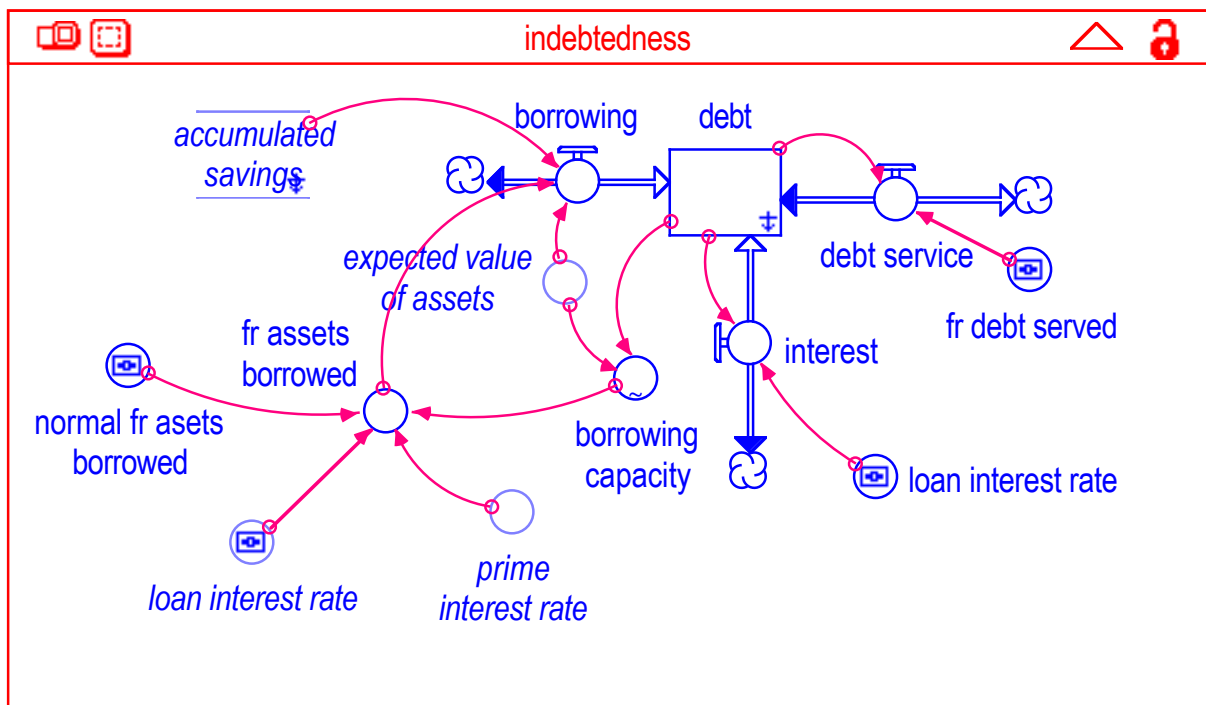 indebtedness
accumulated
savings
borrowing
debt
expected value
of assets
debt service
fr debt served
fr assets
borrowed
interest
normal fr asets
borrowed
borrowing
capacity
loan interest rate
loan interest rate
prime
interest rate
~